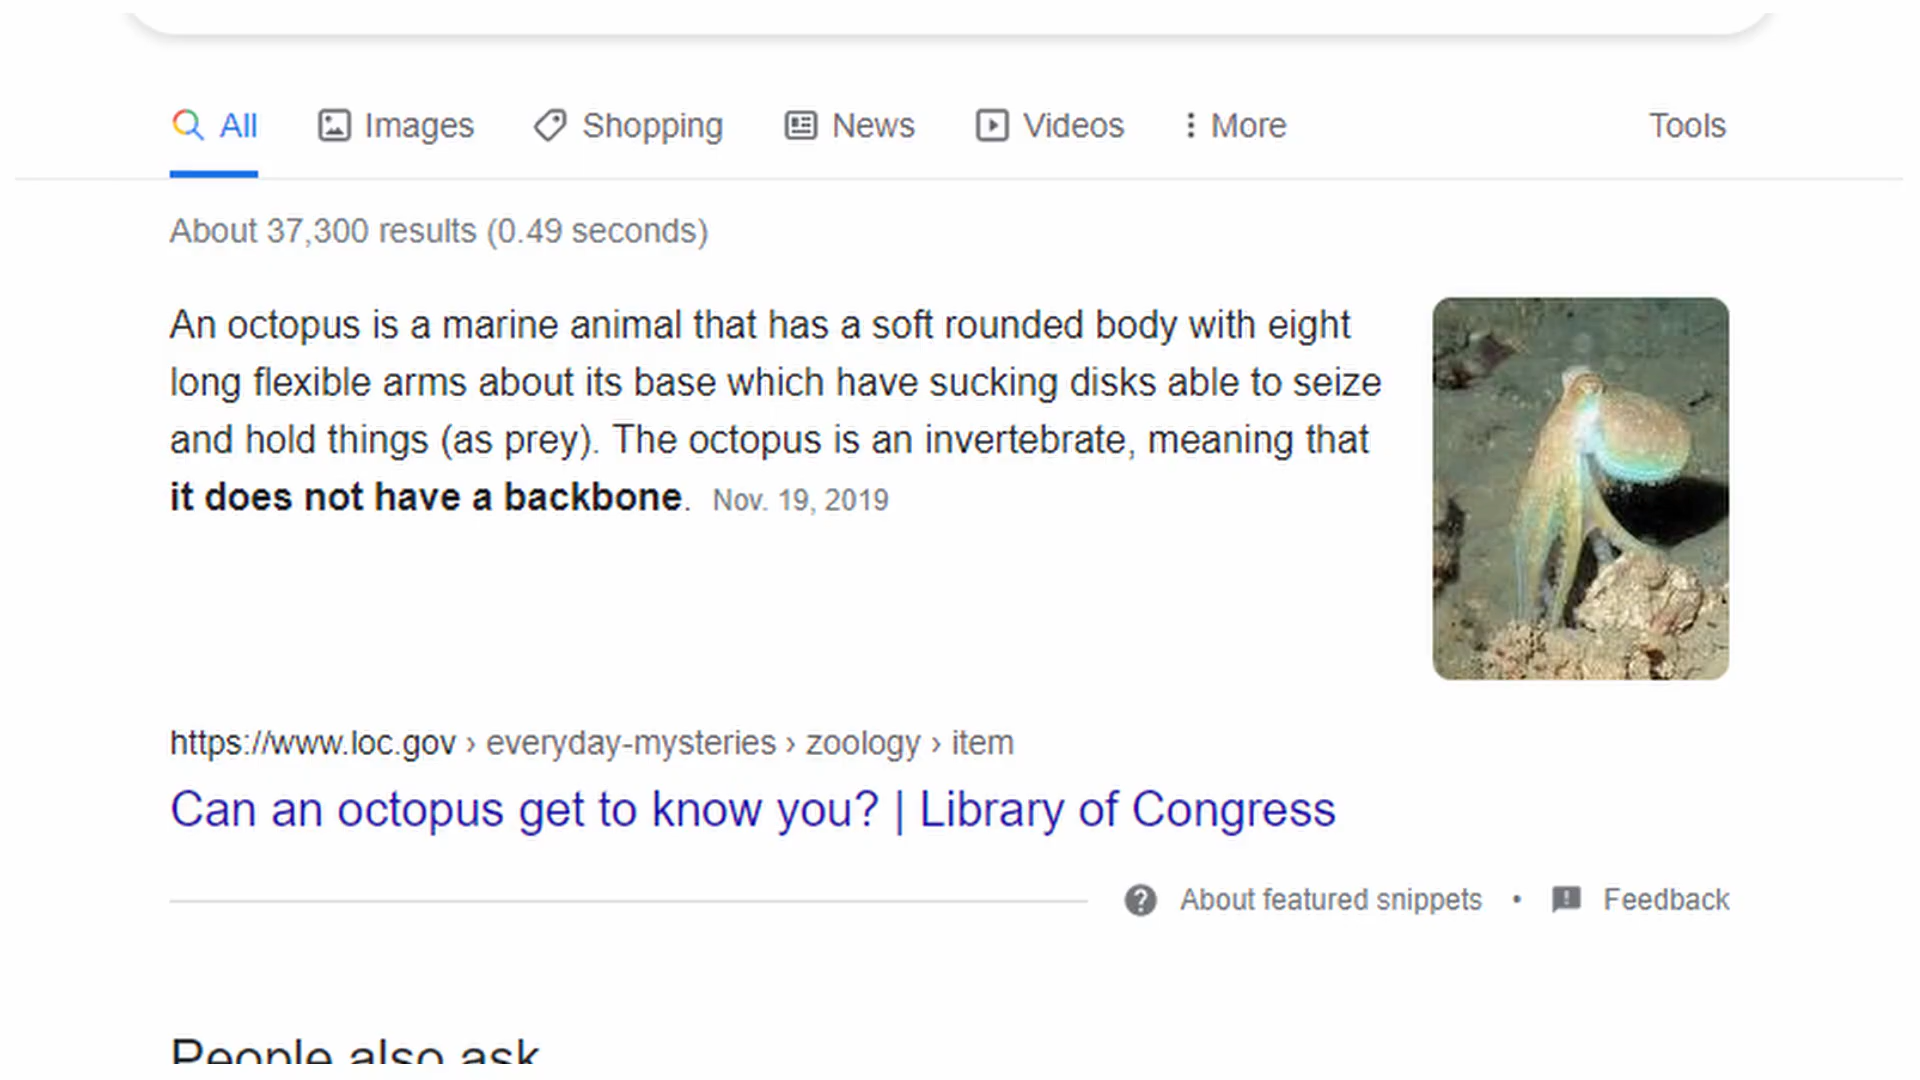 All Images Shopping News Videos More Tools
About 37,300 results (0.49 seconds)
An octopus is a marine animal that has a soft rounded body with eight
long flexible arms about its base which have sucking disks able to seize
and hold things (as prey). The octopus is an invertebrate, meaning that
it does not have a backbone. Nov. 19, 2019
https://www.loc.gov › everyday-mysteries › zoology › item
Can an octopus get to know you? | Library of Congress
About featured snippets • Feedback
People also ask